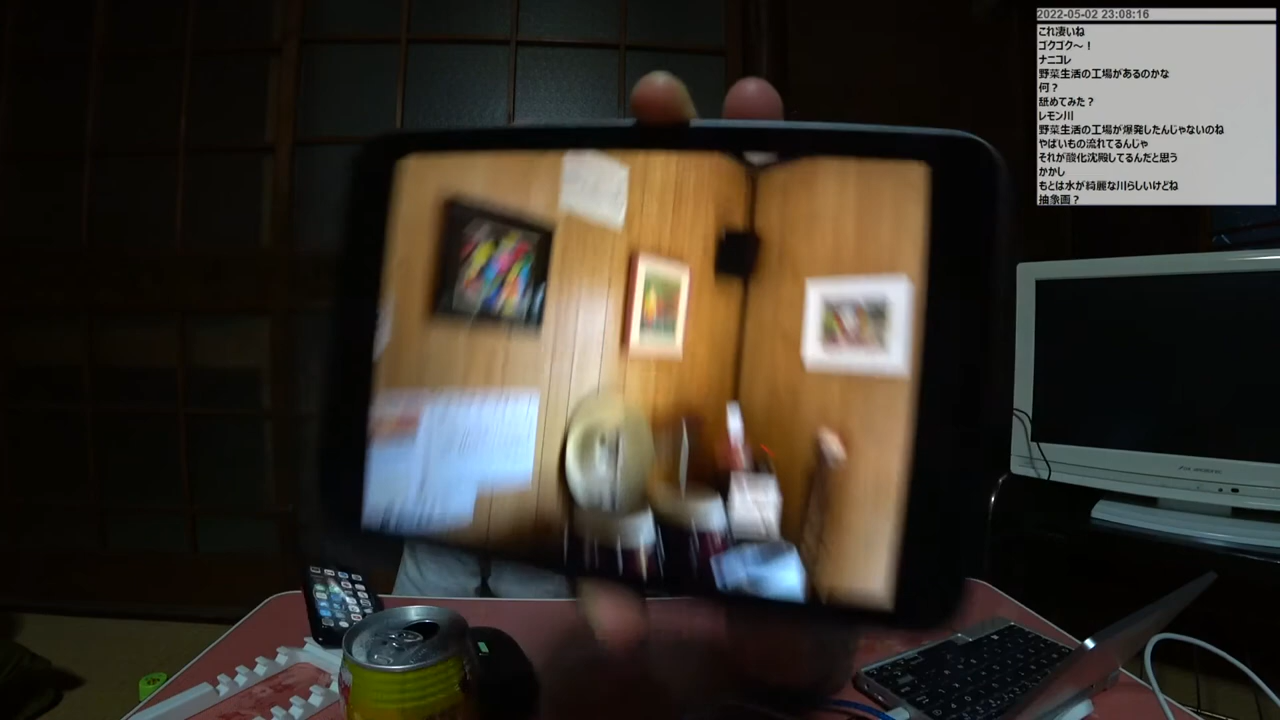 2022-05-02 23:08:16
これ凄いね
ゴクゴク～！
ナニコレ
野菜生活の工場があるのかな
何？
舐めてみた？
レモン川
野菜生活の工場が爆発したんじゃないのね
やばいもの流れてるんじゃ
それが酸化沈殿してるんだと思う
かかし
もとは水が綺麗な川らしいけどね
抽象画？